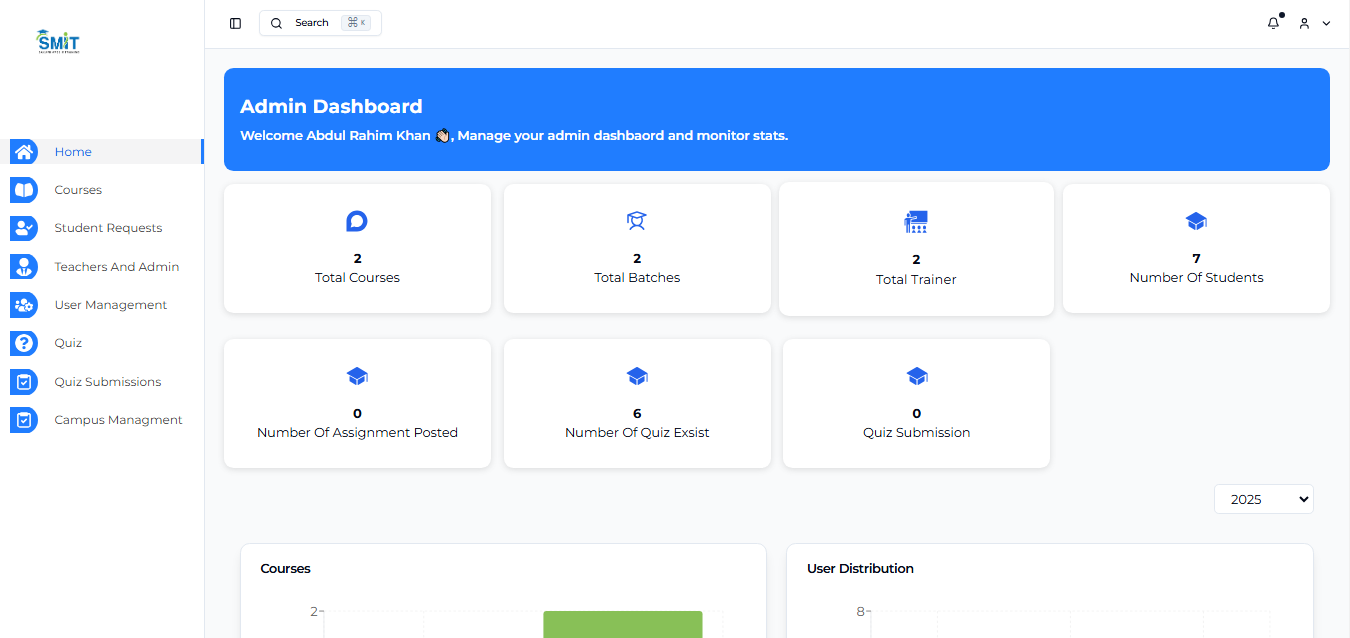 SMIT
Search ⌘ K
Admin Dashboard
Welcome Abdul Rahim Khan 👋🏻, Manage your admin dashbaord and monitor stats.
Home
Courses
Student Requests
Teachers And Admin
User Management
Quiz
Quiz Submissions
Campus Managment
2
Total Courses
2
Total Batches
2
Total Trainer
7
Number Of Students
0
Number Of Assignment Posted
6
Number Of Quiz Exsist
0
Quiz Submission
2025
Courses
2
User Distribution
8